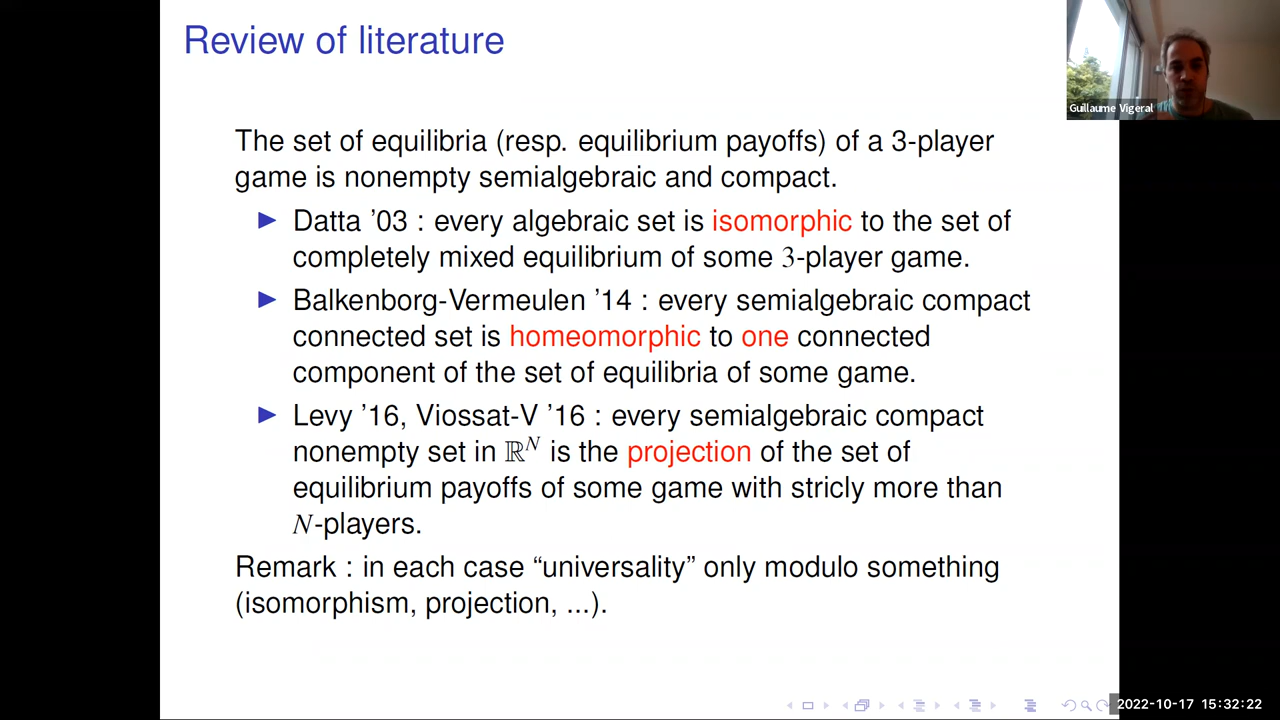 Review of literature
Guillaume Vigeral
The set of equilibria (resp. equilibrium payoffs) of a 3-player
game is nonempty semialgebraic and compact.
▶ Datta ’03 : every algebraic set is isomorphic to the set of
completely mixed equilibrium of some 3-player game.
▶ Balkenborg-Vermeulen ’14 : every semialgebraic compact
connected set is homeomorphic to one connected
component of the set of equilibria of some game.
▶ Levy ’16, Viossat-V ’16 : every semialgebraic compact
nonempty set in ℝ^N is the projection of the set of
equilibrium payoffs of some game with stricly more than
N-players.
Remark : in each case “universality” only modulo something
(isomorphism, projection, ...).
2022-10-17 15:32:22